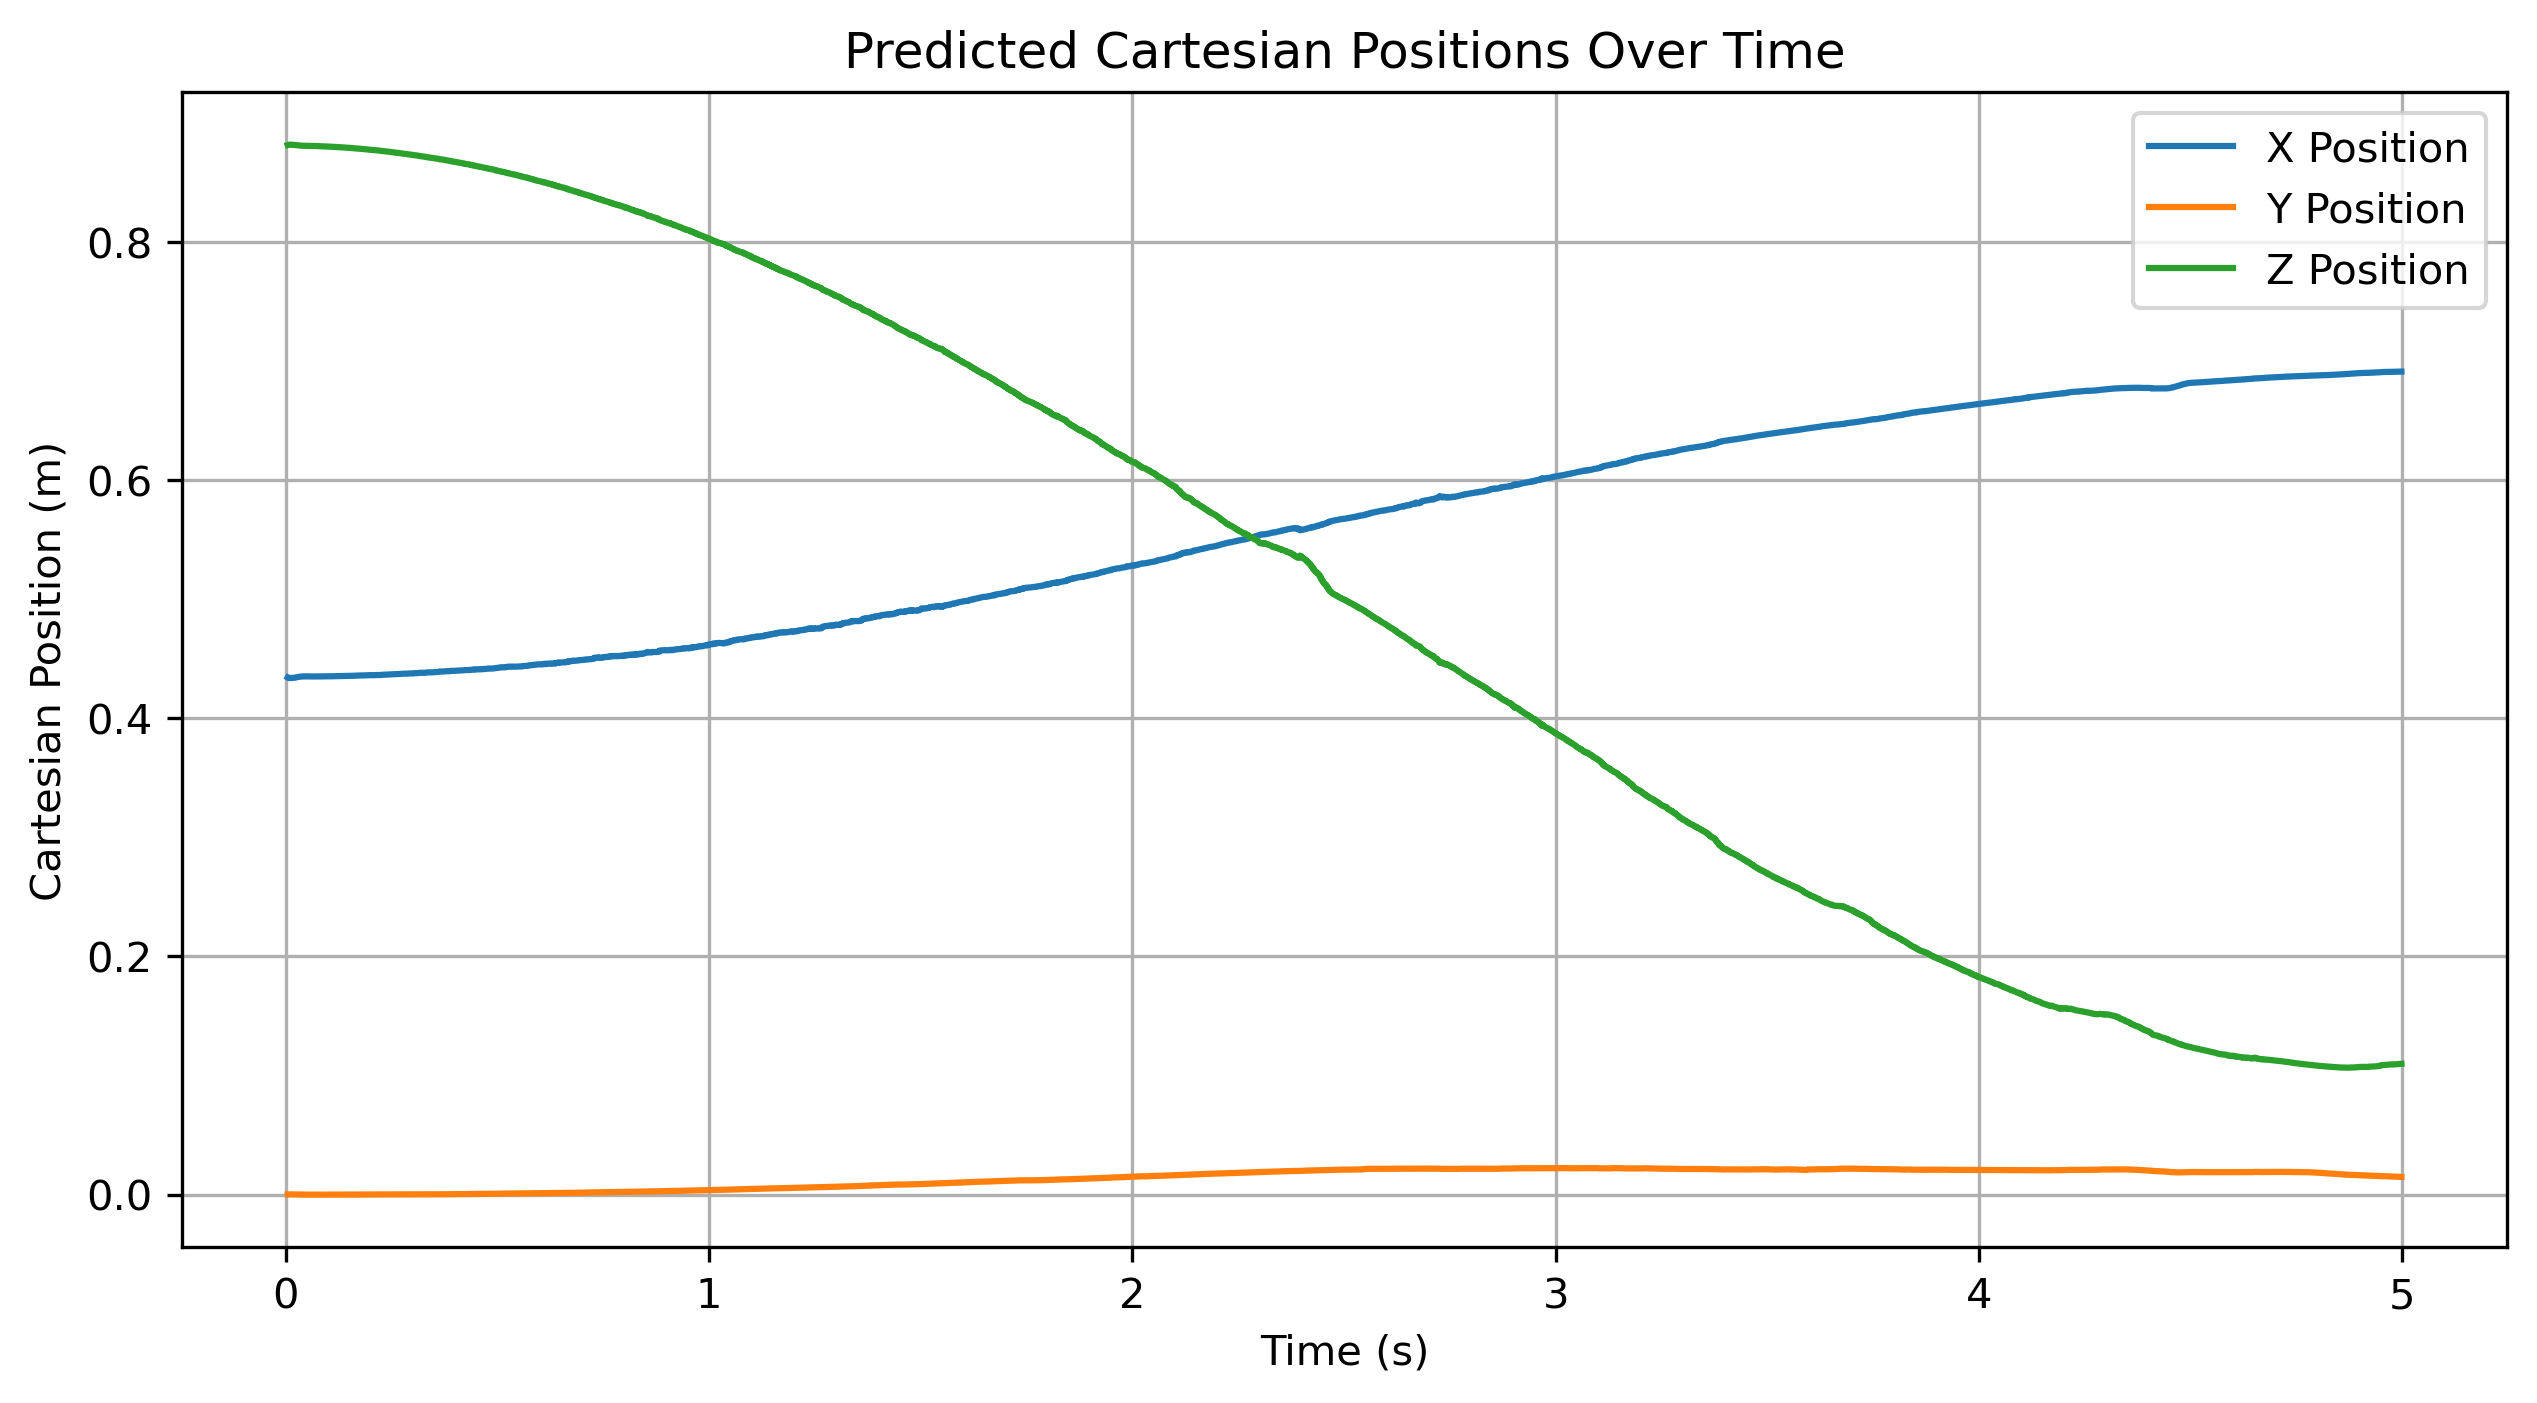 Predicted Cartesian Positions Over Time
Cartesian Position (m)
0.8
0.6
0.4
0.2
0.0
X Position
Y Position
Z Position
0 1 2 3 4 5
Time (s)